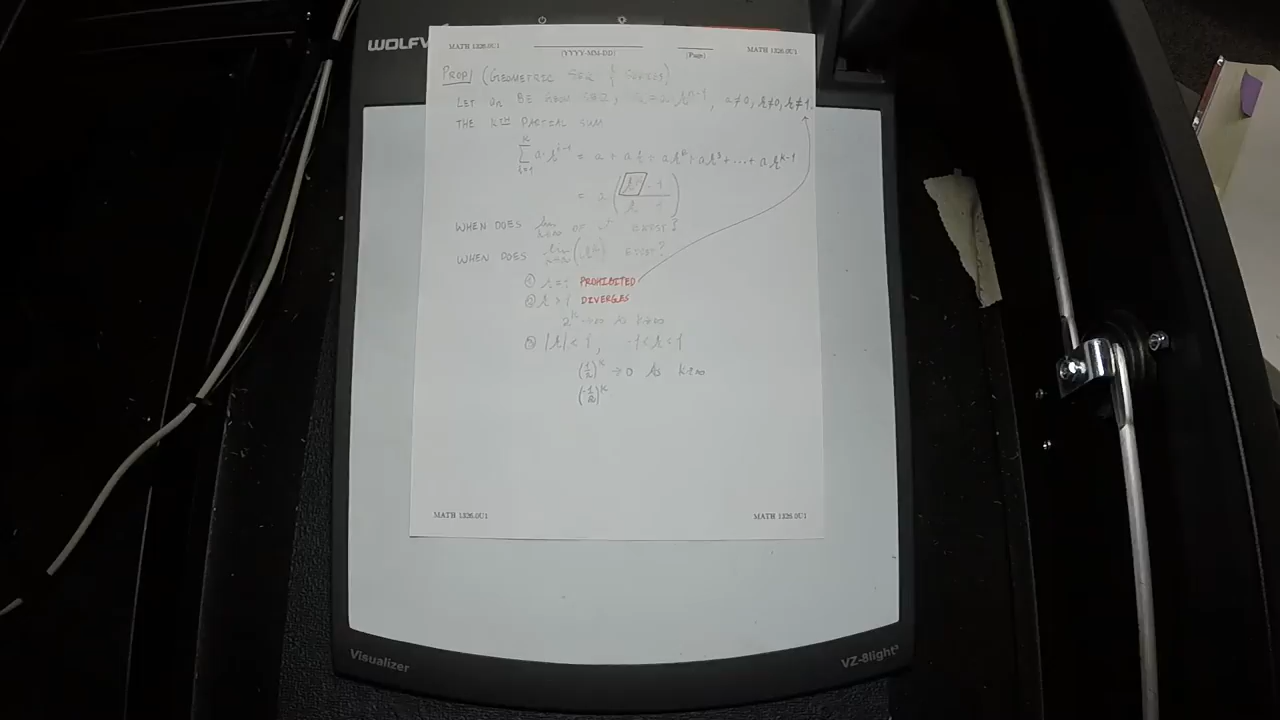 WOLFV
MATH 1326.0U1 (YYYY-MM-DD) (Page) MATH 1326.0U1
PROP (GEOMETRIC SEQ & SERIES)
LET an BE GEOM SEQ, an = a·r^(n-1), a≠0, r≠0, r≠1.
THE kTH PARTIAL SUM
∑_(i=1)^k a·r^(i-1) = a + ar + ar² + ar³ + ... + ar^(k-1)
= a (r^k - 1 / r - 1)
WHEN DOES lim k→∞ OF IT EXIST?
WHEN DOES lim k→∞ (r^k) EXIST?
① r=1 PROHIBITED
② r>1 DIVERGES
2^k→∞ AS k→∞
③ |r|<1, -1<r<1
(1/2)^k →0 AS k→∞
(-1/2)^k
MATH 1326.0U1 MATH 1326.0U1
Visualizer VZ-8light³